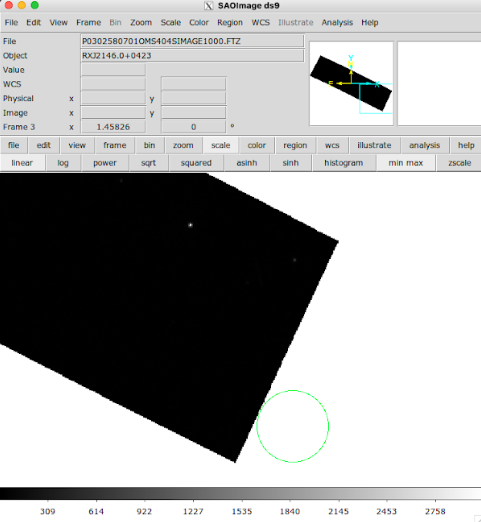 SAOImage ds9
File Edit View Frame Bin Zoom Scale Color Region WCS Illustrate Analysis Help
File P0302580701OMS404SIMAGE1000.FTZ
Object RXJ2146.0+0423
Value
WCS
Physical x y
Image x y
Frame 3 x 1.45826 0 °
Y
E X
file edit view frame bin zoom scale color region wcs illustrate analysis help
linear log power sqrt squared asinh sinh histogram min max zscale
309 614 922 1227 1535 1840 2145 2453 2758